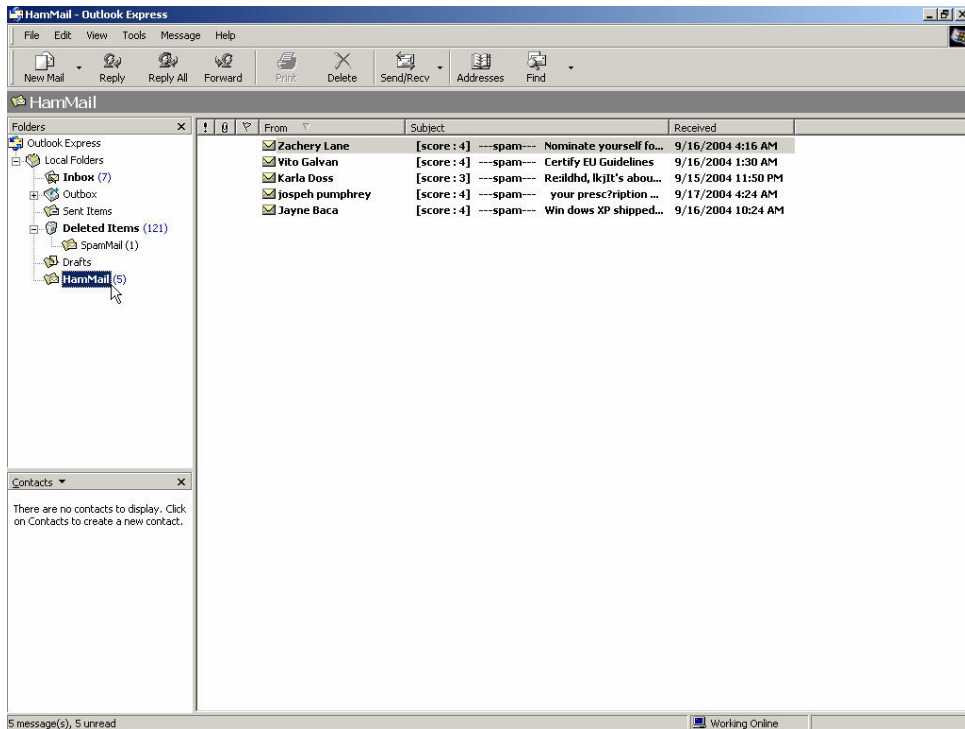 HamMail - Outlook Express
File Edit View Tools Message Help
New Mail Reply Reply All Forward Print Delete Send/Recv Addresses Find
HamMail
Folders
! From Subject Received
Outlook Express
Local Folders
Inbox (7)
Outbox
Sent Items
Deleted Items (121)
SpamMail (1)
Drafts
HamMail (5)
Zachery Lane [score: 4] ---spam--- Nominate yourself fo... 9/16/2004 4:16 AM
Vito Galvan [score: 4] ---spam--- Certify EU Guidelines 9/16/2004 1:30 AM
Karla Doss [score: 3] ---spam--- Re:ildhd, lkjIt's abou... 9/15/2004 11:50 PM
jospeh pumphrey [score: 4] ---spam--- your presc?ription ... 9/17/2004 4:24 AM
Jayne Baca [score: 4] ---spam--- Win dows XP shipped... 9/16/2004 10:24 AM
Contacts
There are no contacts to display. Click
on Contacts to create a new contact.
5 message(s), 5 unread
Working Online